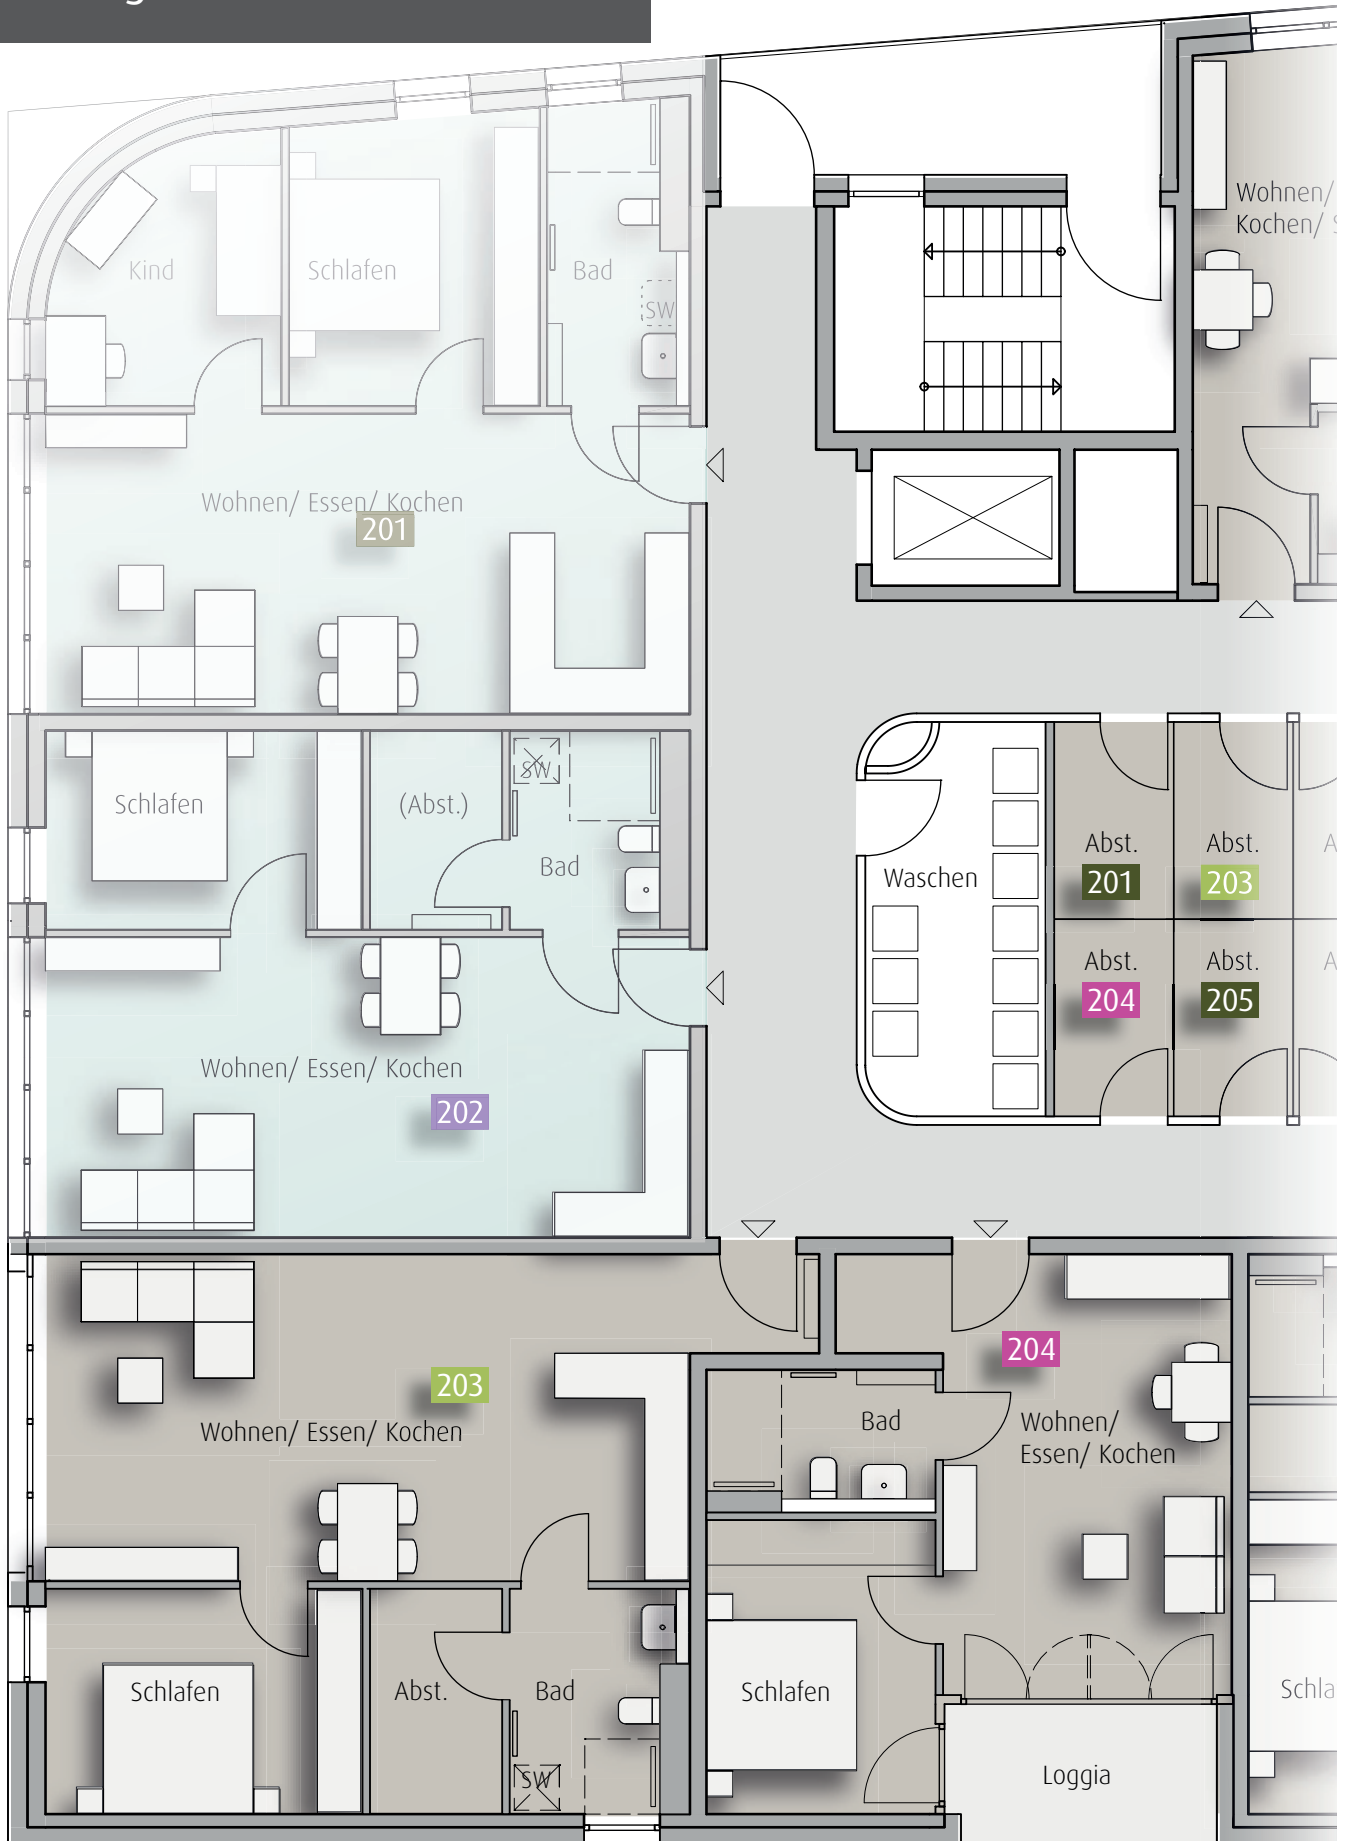 Wohnen/
Kochen/
Kind
Schlafen
Bad
SW
Wohnen/ Essen/ Kochen
201
Schlafen
(Abst.)
SW
Bad
Waschen
Abst.
201
Abst.
203
Abst.
204
Abst.
205
Wohnen/ Essen/ Kochen
202
203
Wohnen/ Essen/ Kochen
204
Bad
Wohnen/
Essen/ Kochen
Schlafen
Abst.
Bad
SW
Schlafen
Loggia
Schla